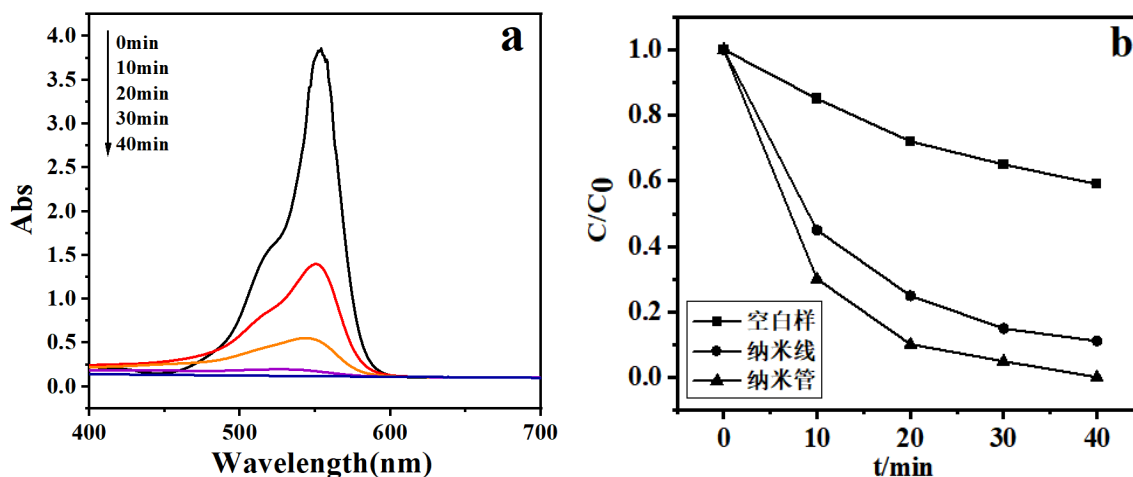 a
0min
10min
20min
30min
40min
4.0
3.5
3.0
2.5
2.0
1.5
1.0
0.5
0.0
Abs
400
500
600
700
Wavelength(nm)
b
1.0
0.8
0.6
0.4
0.2
0.0
C/C0
空白样
纳米线
纳米管
0
10
20
30
40
t/min